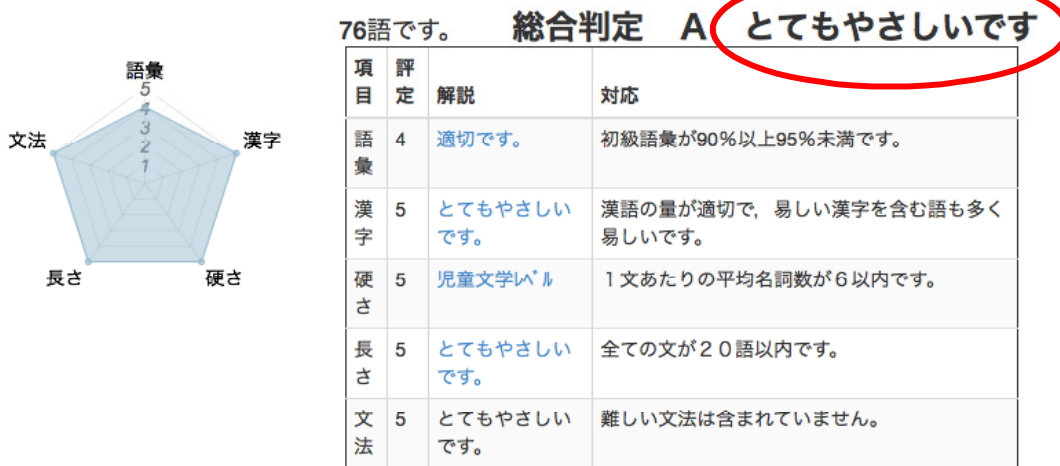 76語です。 総合判定 A とてもやさしいです
語彙
5
4
3
2
1
文法
漢字
長さ
硬さ
項目 評定 解説 対応
語彙 4 適切です。 初級語彙が90%以上95%未満です。
漢字 5 とてもやさしいです。 漢語の量が適切で，易しい漢字を含む語も多く
易しいです。
硬さ 5 児童文学ﾚﾍﾞﾙ １文あたりの平均名詞数が６以内です。
長さ 5 とてもやさしいです。 全ての文が２０語以内です。
文法 5 とてもやさしいです。 難しい文法は含まれていません。